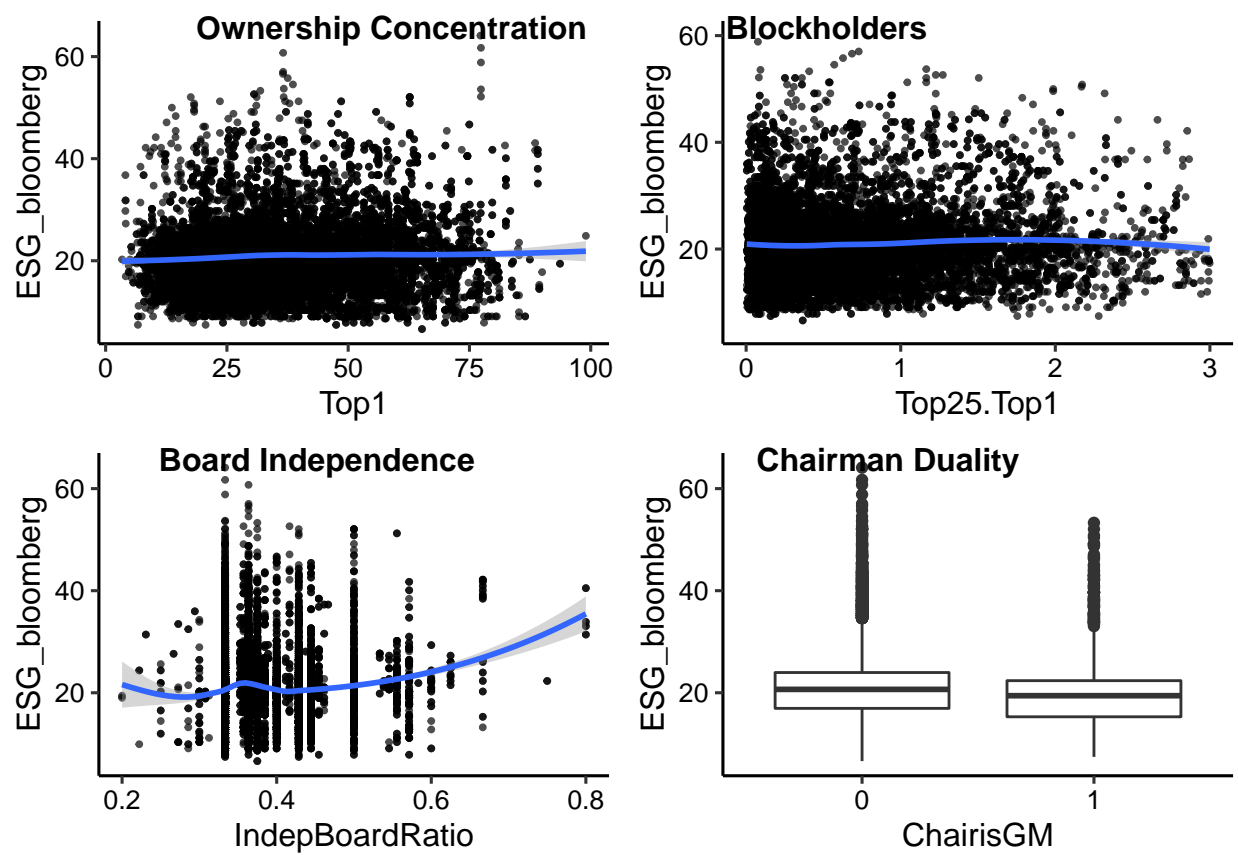 Ownership Concentration
ESG_bloomberg
60
40
20
0 25 50 75 100
Top1
Blockholders
ESG_bloomberg
60
40
20
0 1 2 3
Top25.Top1
Board Independence
ESG_bloomberg
60
40
20
0.2 0.4 0.6 0.8
IndepBoardRatio
Chairman Duality
ESG_bloomberg
60
40
20
0 1
ChairisGM